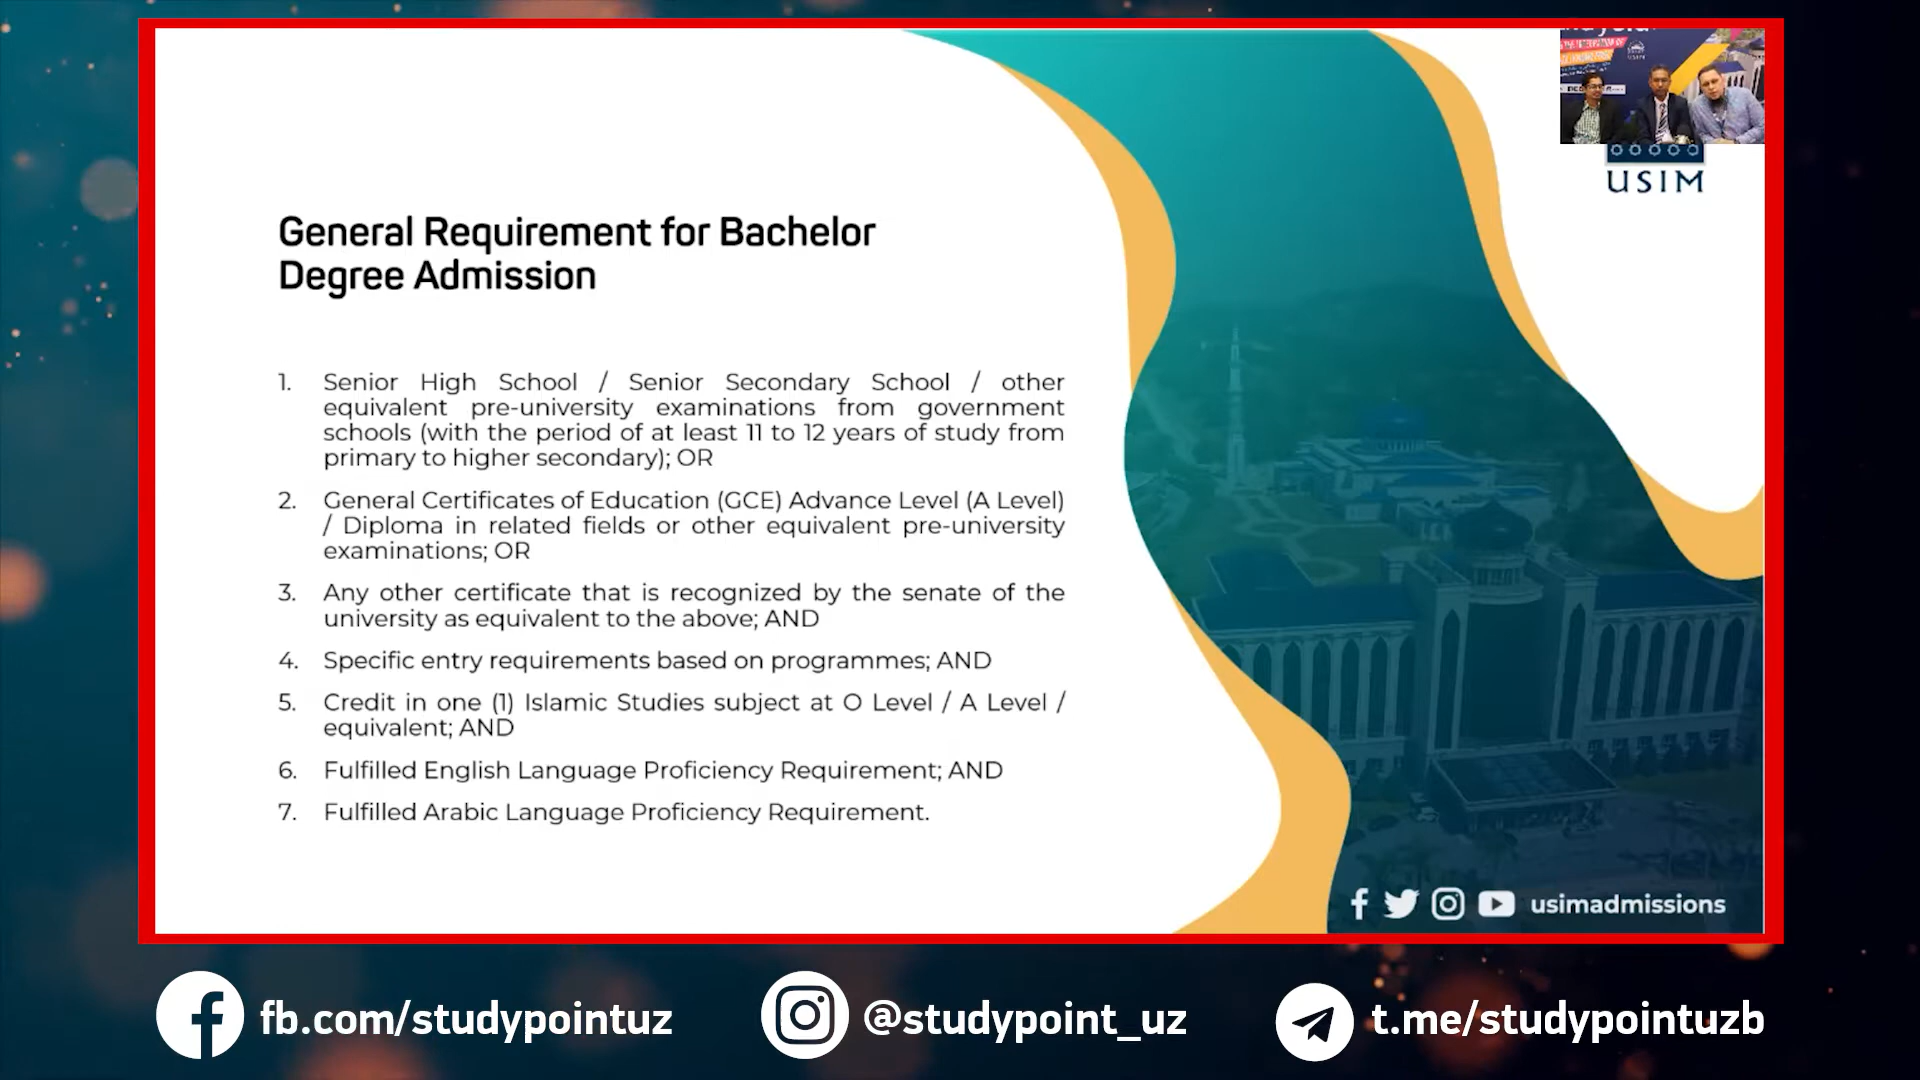 USIM
General Requirement for Bachelor
Degree Admission
1. Senior High School / Senior Secondary School / other
equivalent pre-university examinations from government
schools (with the period of at least 11 to 12 years of study from
primary to higher secondary); OR
2. General Certificates of Education (GCE) Advance Level (A Level)
/ Diploma in related fields or other equivalent pre-university
examinations; OR
3. Any other certificate that is recognized by the senate of the
university as equivalent to the above; AND
4. Specific entry requirements based on programmes; AND
5. Credit in one (1) Islamic Studies subject at O Level / A Level /
equivalent; AND
6. Fulfilled English Language Proficiency Requirement; AND
7. Fulfilled Arabic Language Proficiency Requirement.
usimadmissions
fb.com/studypointuz
@studypoint_uz
t.me/studypointuzb